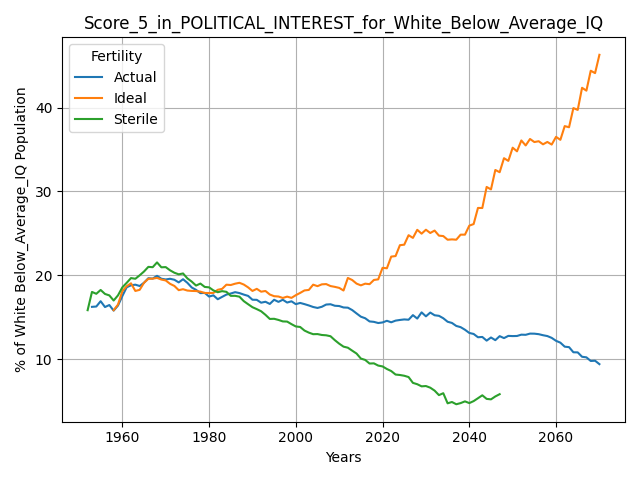 Score_5_in_POLITICAL_INTEREST_for_White_Below_Average_IQ
% of White Below_Average_IQ Population
Fertility
Actual
Ideal
Sterile
40
30
20
10
1960 1980 2000 2020 2040 2060
Years